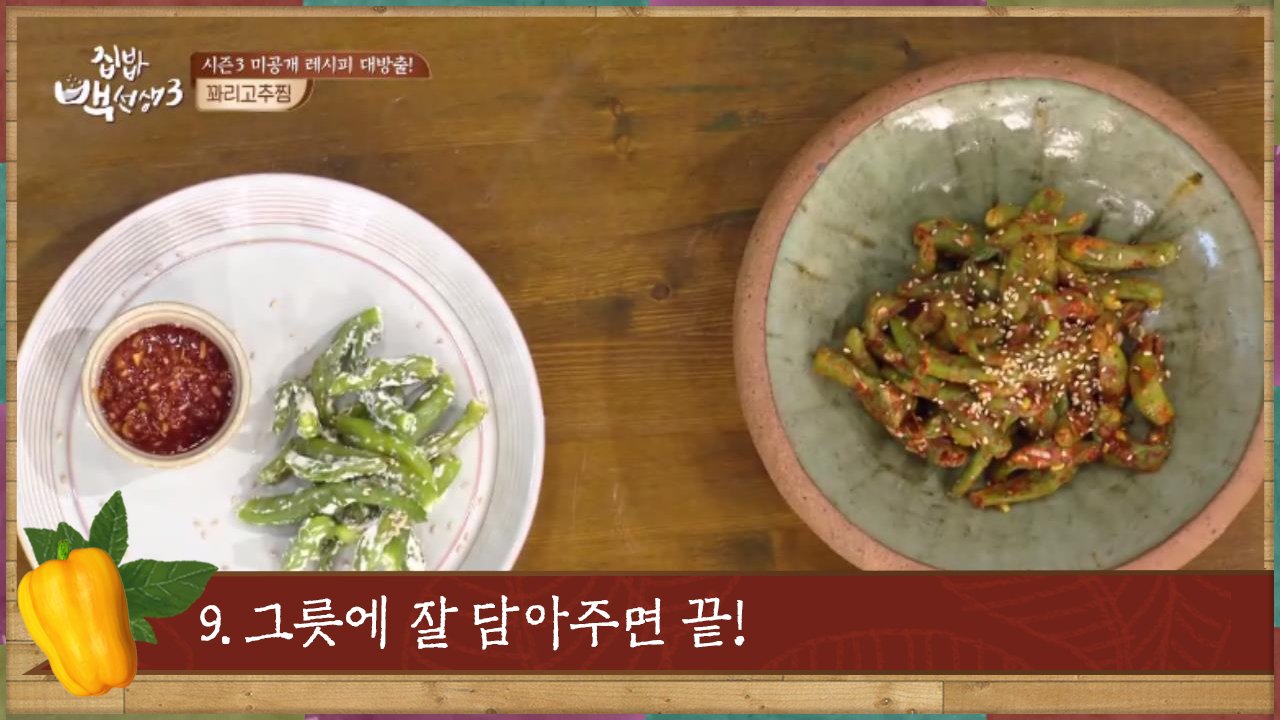 집밥
백선생3
시즌3 미공개 레시피 대방출!
꽈리고추찜
9. 그릇에 잘 담아주면 끝!